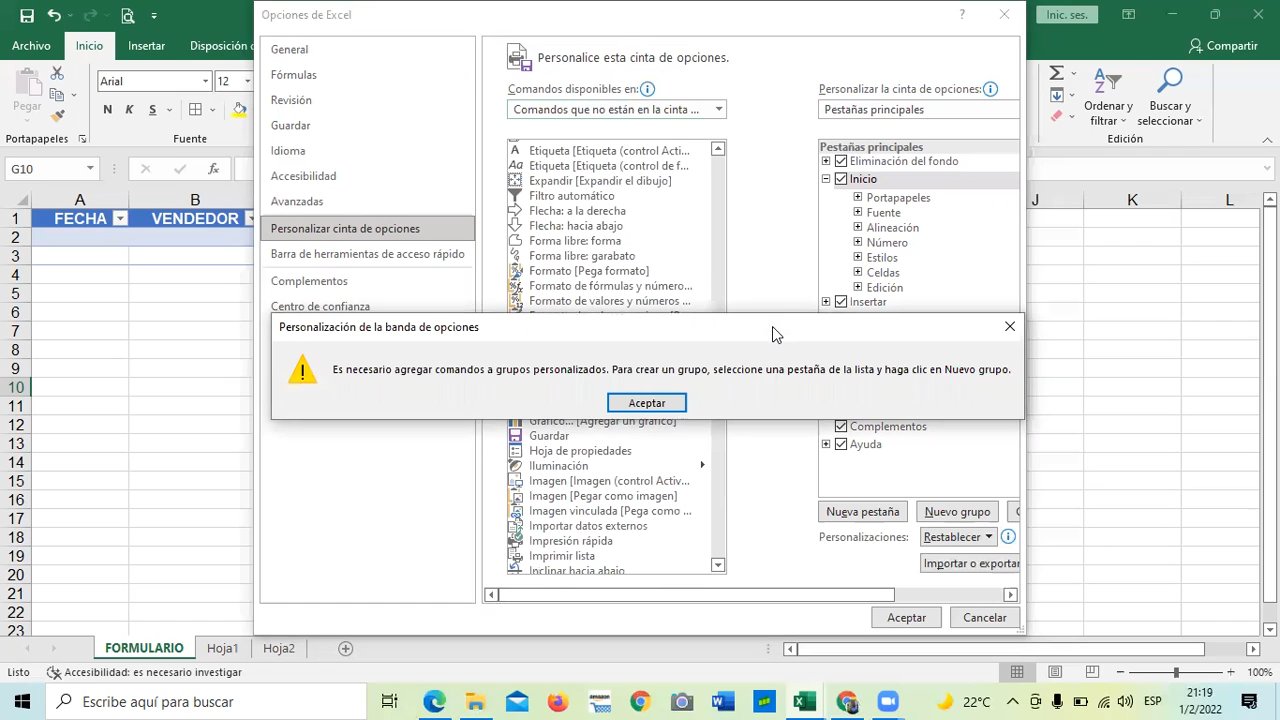 Opciones de Excel
?
Inic. ses.
Archivo
Inicio
Insertar
Disposición
Compartir
Pegar
Portapapeles
Arial
12
N
K
S
Fuente
Ordenar y
filtrar
Buscar y
seleccionar
Edición
G10
fx
A
B
J
K
L
FECHA
VENDEDOR
1
2
3
4
5
6
7
8
9
10
11
12
13
14
15
16
17
18
19
20
21
22
23
General
Fórmulas
Revisión
Guardar
Idioma
Accesibilidad
Avanzadas
Personalizar cinta de opciones
Barra de herramientas de acceso rápido
Complementos
Centro de confianza
Personalice esta cinta de opciones.
Comandos disponibles en:
Comandos que no están en la cinta ...
Etiqueta [Etiqueta (control Acti...
Etiqueta [Etiqueta (control de f...
Expandir [Expandir el dibujo]
Filtro automático
Flecha: a la derecha
Flecha: hacia abajo
Forma libre: forma
Forma libre: garabato
Formato [Pega formato]
Formato de fórmulas y número...
Formato de valores y números ...
Personalizar la cinta de opciones:
Pestañas principales
Pestañas principales
Eliminación del fondo
Inicio
Portapapeles
Fuente
Alineación
Número
Estilos
Celdas
Edición
Insertar
Personalización de la banda de opciones
Es necesario agregar comandos a grupos personalizados. Para crear un grupo, seleccione una pestaña de la lista y haga clic en Nuevo grupo.
Aceptar
Gráfico... [Agregar un gráfico]
Guardar
Hoja de propiedades
Iluminación
Imagen [Imagen (control Activ...
Imagen [Pegar como imagen]
Imagen vinculada [Pega como ...
Importar datos externos
Impresión rápida
Imprimir lista
Inclinar hacia abajo
Complementos
Ayuda
Nueva pestaña
Nuevo grupo
Personalizaciones:
Restablecer
Importar o exportar
Aceptar
Cancelar
FORMULARIO
Hoja1
Hoja2
Listo
Accesibilidad: es necesario investigar
100%
Escribe aquí para buscar
22°C
ESP
21:19
1/2/2022